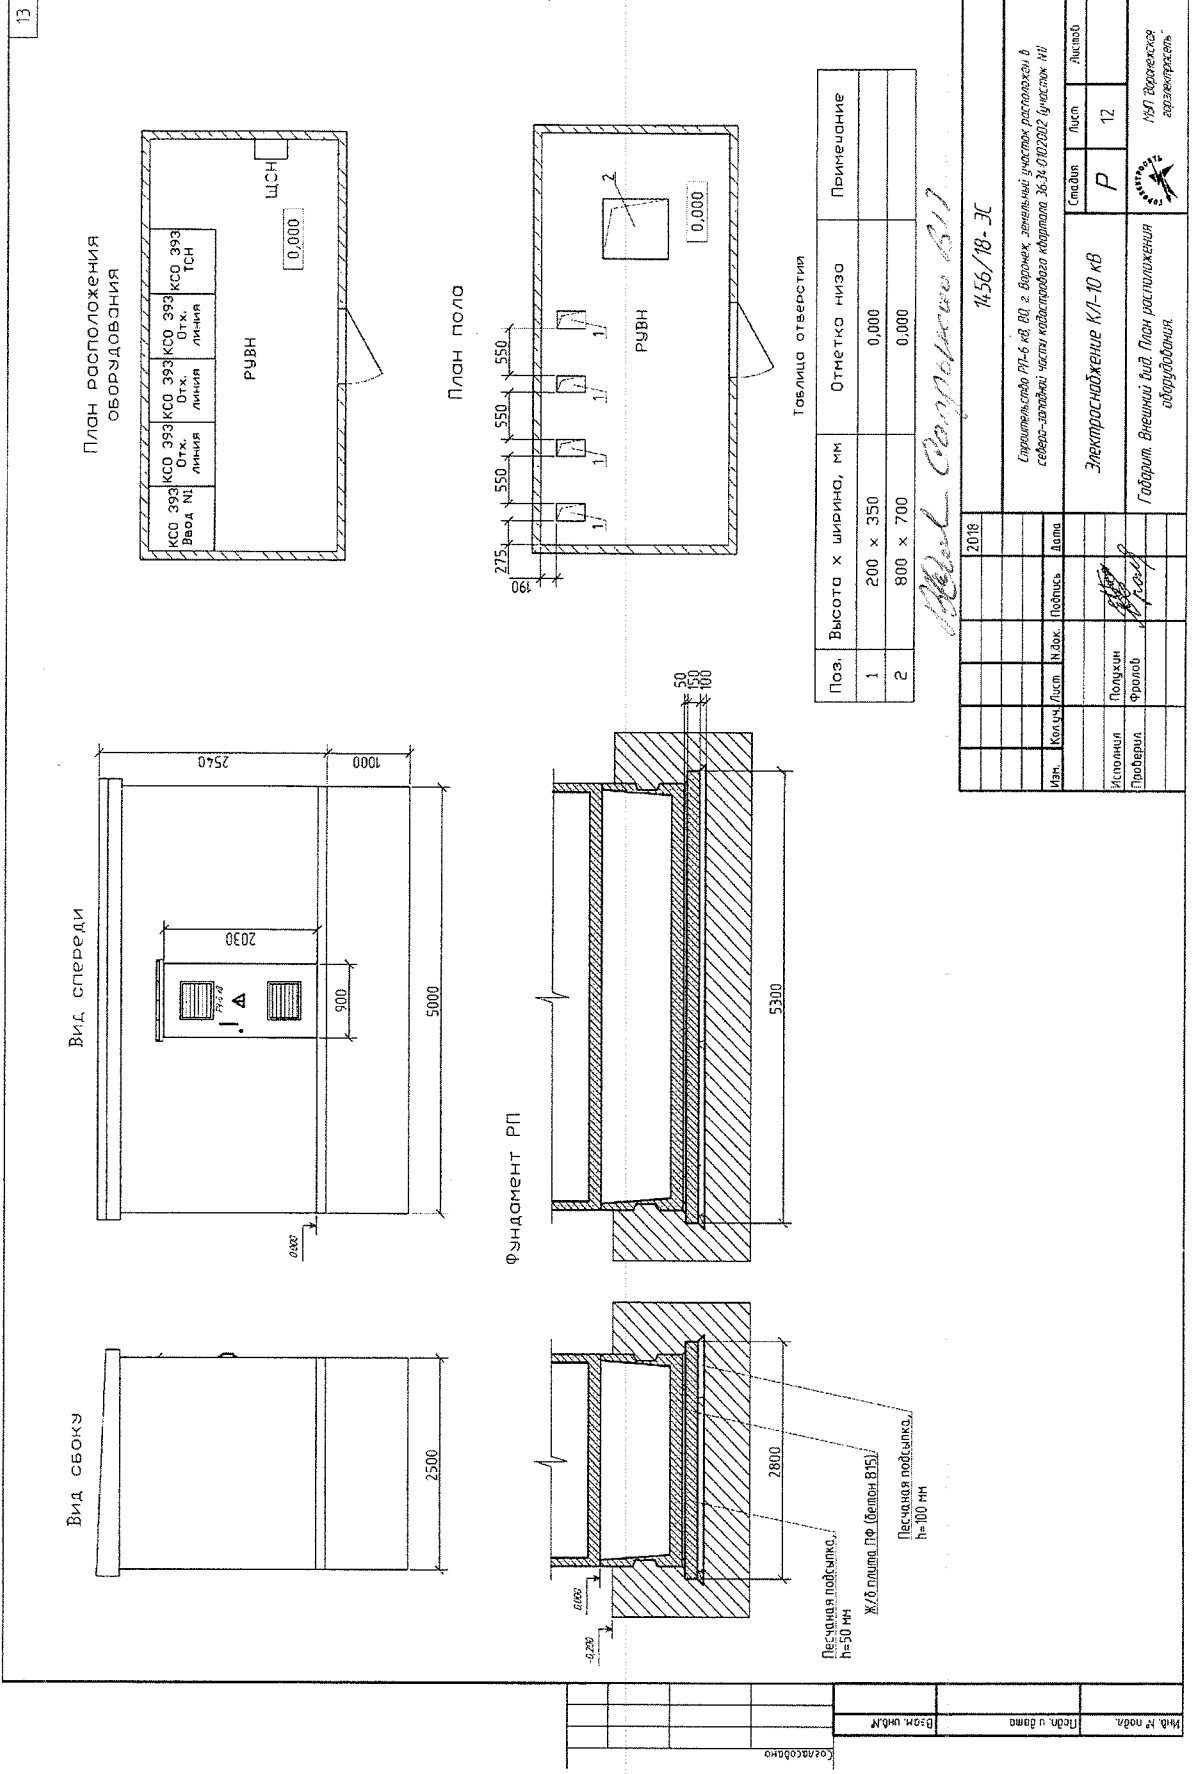 13
Вид сбоку
2500
Вид спереди
2540
1000
2030
900
5000
0.000
План расположения
оборудования
КСО 393
Ввод N1
КСО 393
Отх.
линия
КСО 393
Отх.
линия
КСО 393
Отх.
линия
КСО 393
ТСН
ЩСН
0,000
РУВН
План пола
190
275
550
550
550
1
1
1
1
2
0,000
РУВН
Фундамент РП
0.000
-0.200
2800
Песчаная подсыпка,
h=50 мм
Ж/б плита ПФ (бетон В15)
Песчаная подсыпка,
h=100 мм
5300
50
150
100
Таблица отверстий
Поз. Высота х ширина, мм Отметка низа Примечание
1 200 х 350 0,000
2 800 х 700 0,000
2018
1456/18- ЭС
Строительство РП-6 кВ, ВО, г. Воронеж, земельный участок расположен в
северо-западной части кадастрового квартала 36:34:0102002 (участок N1)
Изм. Кол.уч. Лист N.док. Подпись Дата
Исполнил Полухин
Проверил Фролов
Электроснабжение КЛ-10 кВ
Стадия Лист Листов
Р 12
Габарит. Внешний вид. План расположения
оборудования.
ГОРЭЛЕКТРОСЕТЬ
МУП "Воронежская
горэлектросеть"
Согласовано
Взам. инв.N
Подп. и дата
Инв. N подл.